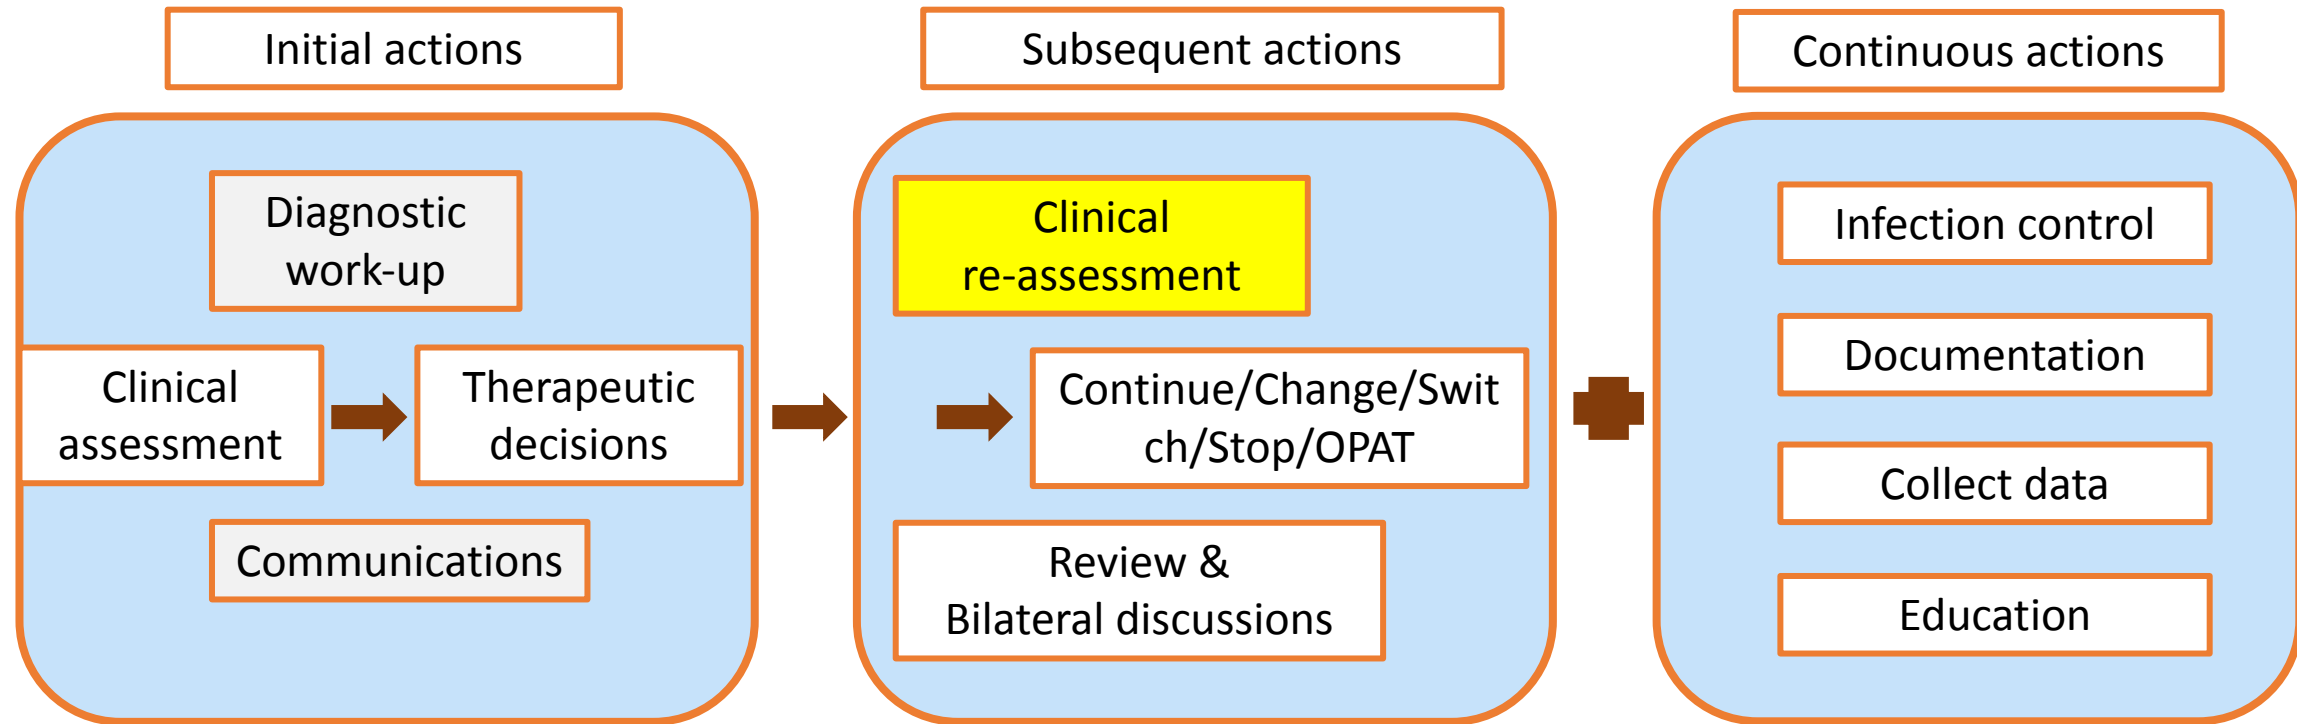 Initial actions
Diagnostic
work-up
Clinical
assessment
Therapeutic
decisions
Communications
Subsequent actions
Clinical
re-assessment
Continue/Change/Swit
ch/Stop/OPAT
Review &
Bilateral discussions
Continuous actions
Infection control
Documentation
Collect data
Education